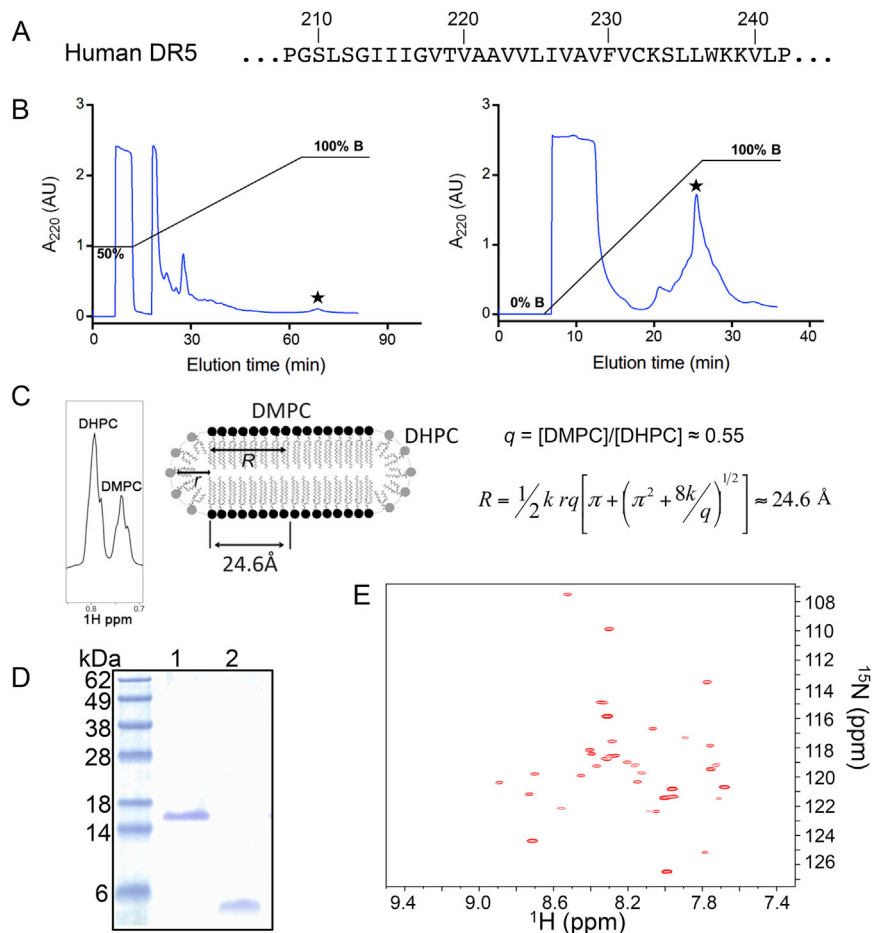 A
210 220 230 240
Human DR5 ...PGSLSGIIIGVTVAAVVLIVAVFVCKSLLWKKVLP...
B
3
2
1
0
A220 (AU)
50%
100% B
★
0 30 60 90
Elution time (min)
3
2
1
0
A220 (AU)
0% B
100% B
★
0 10 20 30 40
Elution time (min)
C
DHPC
DMPC
0.8 0.7
1H ppm
DMPC
DHPC
R
r
24.6Å
q = [DMPC]/[DHPC] ≈ 0.55
R = 1/2 k rq[π + (π² + 8k/q)^1/2] ≈ 24.6 Å
D
kDa 1 2
62
49
38
28
18
14
6
E
108
110
112
114
116
118
120
122
124
126
15N (ppm)
9.4 9.0 8.6 8.2 7.8 7.4
1H (ppm)